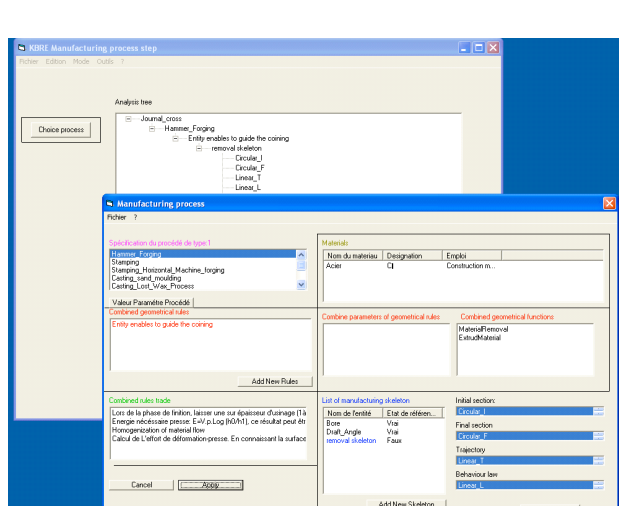 KBRE Manufacturing process step
Fichier Edition Mode Outils ?
Analysis tree
Choice process
Journal_cross
Hammer_Forging
Entity enables to guide the coining
removal skeleton
Circular_I
Circular_F
Linear_T
Linear_L
Manufacturing process
Fichier ?
Spécification du procédé de type:1
Hammer_Forging
Stamping
Stamping_Horizontal_Machine_forging
Casting_sand_moulding
Casting_Lost_Wax_Process
Valeur Paramétre Procédé
Materials
Nom du materiau Designation Emploi
Acier C Construction m...
Combined geometrical rules
Entity enables to guide the coining
Add New Rules
Combine parameters of geometrical rules
Combined geometrical functions
MaterialRemoval
ExtrudMaterial
Combined rules trade
Lors de la phase de finition, laisser une sur épaisseur d'usinage (1à
Energie nécessaire presse: E=V.p.Log (h0/h1), ce résultat peut êtr
Homogenization of material flow
Calcul de L'effort de déformation-presse. En connaissant la surface
Cancel
Apply
List of manufacturing skeleton
Nom de l'entité Etat de référen...
Bore Vrai
Draft_Angle Vrai
removal skeleton Faux
Add New Skeleton
Initial section:
Circular_I
Final section
Circular_F
Trajectory
Linear_T
Behaviour law
Linear_L